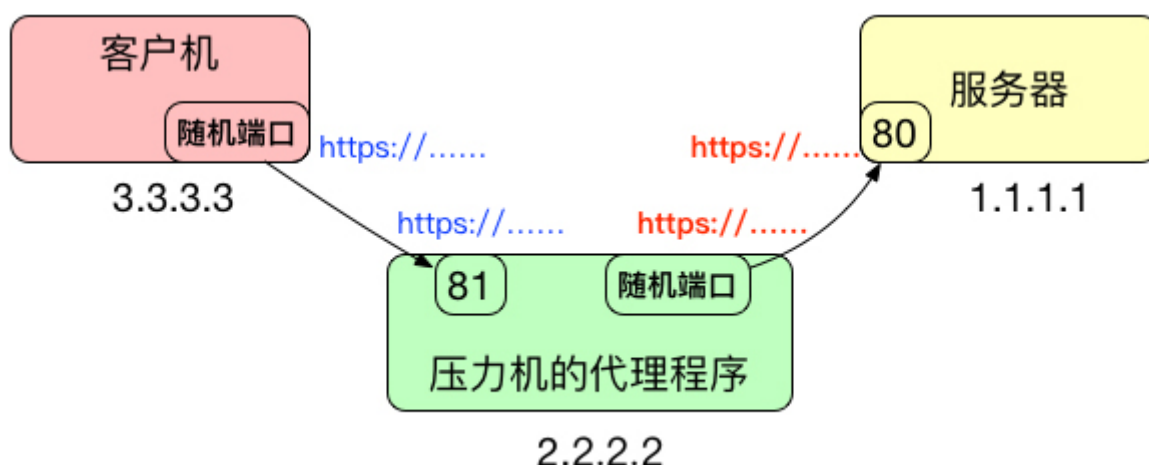 客户机
随机端口
3.3.3.3
https://……
https://……
81
https://……
随机端口
压力机的代理程序
2.2.2.2
https://……
80
服务器
1.1.1.1